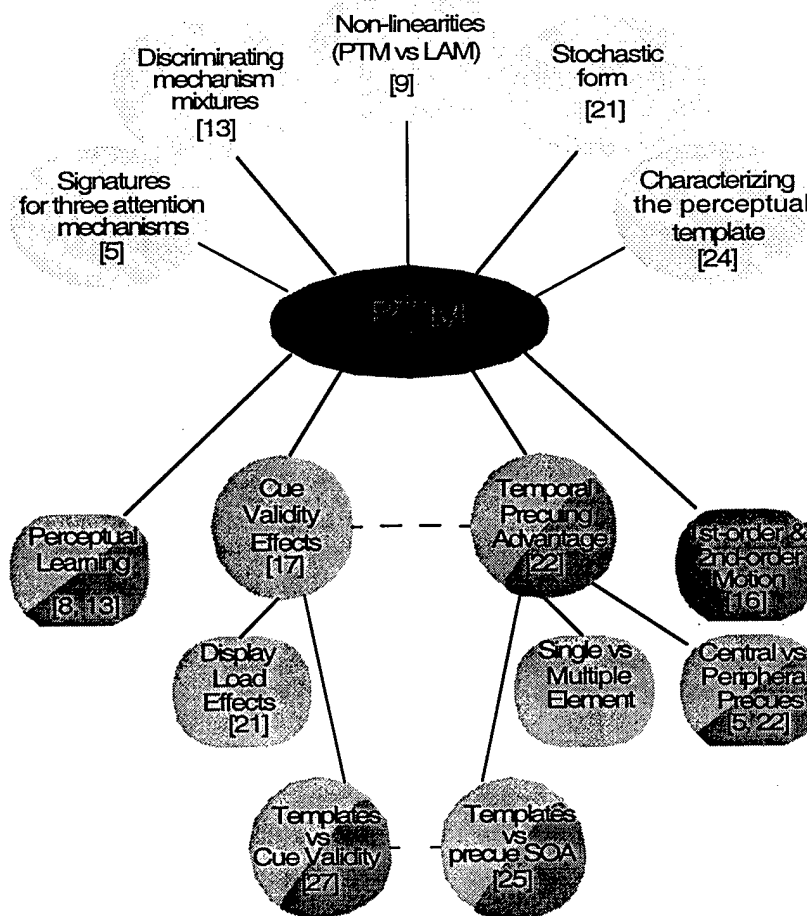 Non-linearities
(PTM vs LAM)
[9]
Discriminating
mechanism
mixtures
[13]
Stochastic
form
[21]
Signatures
for three attention
mechanisms
[5]
Characterizing
the perceptual
template
[24]
PTM
Perceptual
Learning
[8, 13]
Cue
Validity
Effects
[17]
Temporal
Precuing
Advantage
[22]
1st-order &
2nd-order
Motion
[16]
Display
Load
Effects
[21]
Single vs
Multiple
Element
Central vs
Periphera
Precues
[5, 22]
Templates
vs
Cue Validity
[27]
Templates
vs
precue SOA
[25]